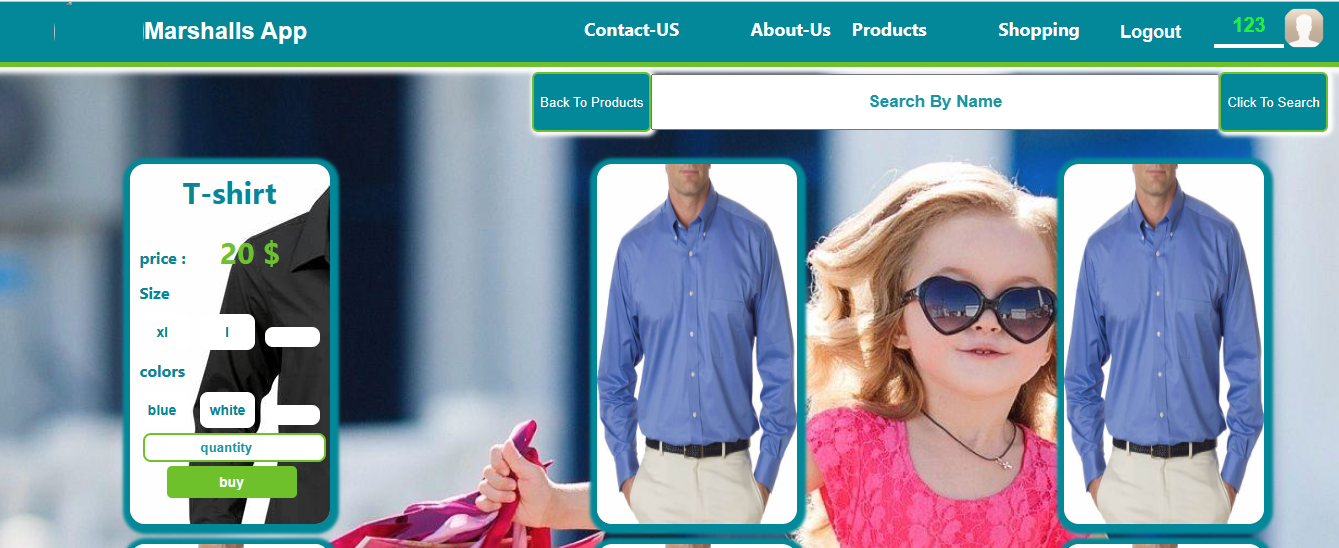 Marshalls App
Contact-US
About-Us
Products
Shopping
Logout
123
Back To Products
Search By Name
Click To Search
T-shirt
price : 20 $
Size
xl l
colors
blue white
quantity
buy